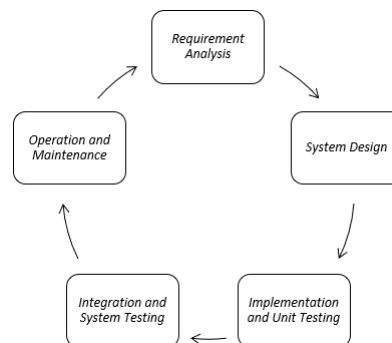 Requirement
Analysis
System Design
Implementation
and Unit Testing
Integration and
System Testing
Operation and
Maintenance